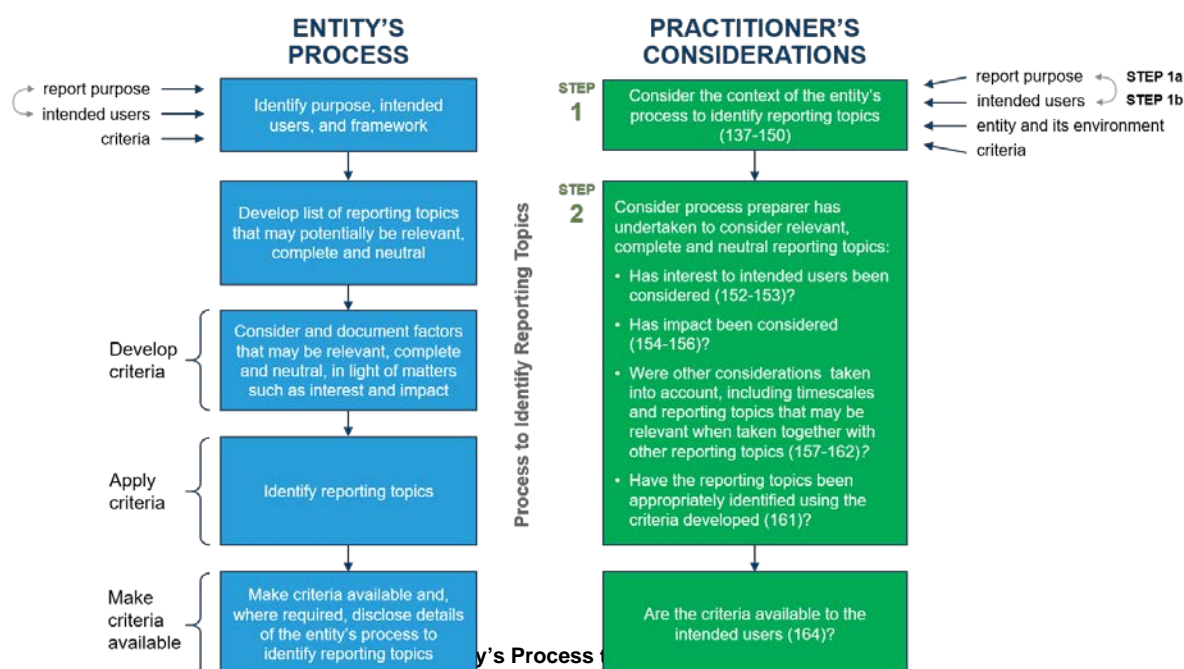 ENTITY'S
PROCESS
report purpose
intended users
criteria
Identify purpose, intended
users, and framework
Develop list of reporting topics
that may potentially be relevant,
complete and neutral
Develop
criteria
Consider and document factors
that may be relevant, complete
and neutral, in light of matters
such as interest and impact
Apply
criteria
Identify reporting topics
Make
criteria
available
Make criteria available and,
where required, disclose details
of the entity's process to
identify reporting topics
Process to Identify Reporting Topics
PRACTITIONER'S
CONSIDERATIONS
STEP
1
Consider the context of the entity's
process to identify reporting topics
(137-150)
report purpose
STEP 1a
intended users
STEP 1b
entity and its environment
criteria
STEP
2
Consider process preparer has
undertaken to consider relevant,
complete and neutral reporting topics:
• Has interest to intended users been
considered (152-153)?
• Has impact been considered
(154-156)?
• Were other considerations taken
into account, including timescales
and reporting topics that may be
relevant when taken together with
other reporting topics (157-162)?
• Have the reporting topics been
appropriately identified using the
criteria developed (161)?
Are the criteria available to the
intended users (164)?
y's Process t